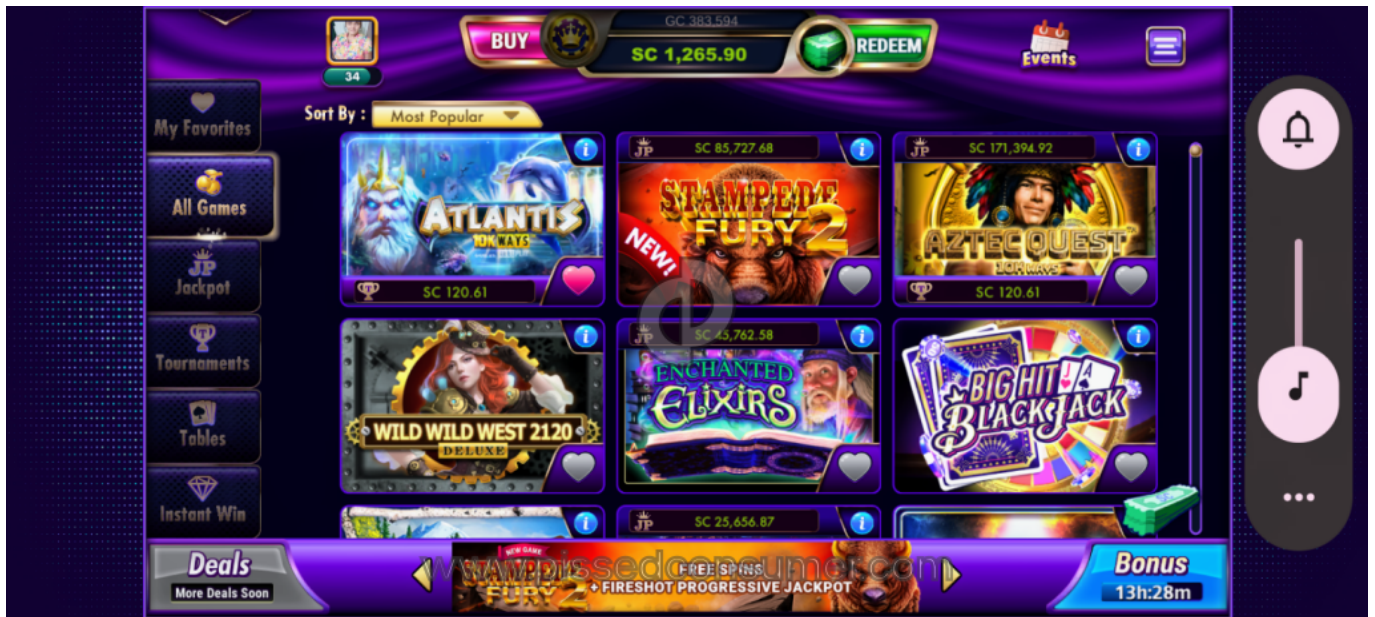 GC 383,594
BUY
SC 1,265.90
REDEEM
34
Events
My Favorites
Sort By :
Most Popular
All Games
JP
Jackpot
Tournaments
Tables
Instant Win
ATLANTIS
10K WAYS
SC 120.61
JP
SC 85,727.68
STAMPEDE
FURY 2
NEW!
JP
SC 171,394.92
AZTEC QUEST
10K WAYS
SC 120.61
WILD WILD WEST 2120
DELUXE
JP
SC 45,762.58
ENCHANTED
ELIXIRS
J A
BIG HIT
BLACKJACK
JP
SC 25,656.87
Deals
More Deals Soon
NEW GAME
STAMPEDE
FURY 2
FREE SPINS
+ FIRESHOT PROGRESSIVE JACKPOT
www.pissedconsumer.com
Bonus
13h:28m